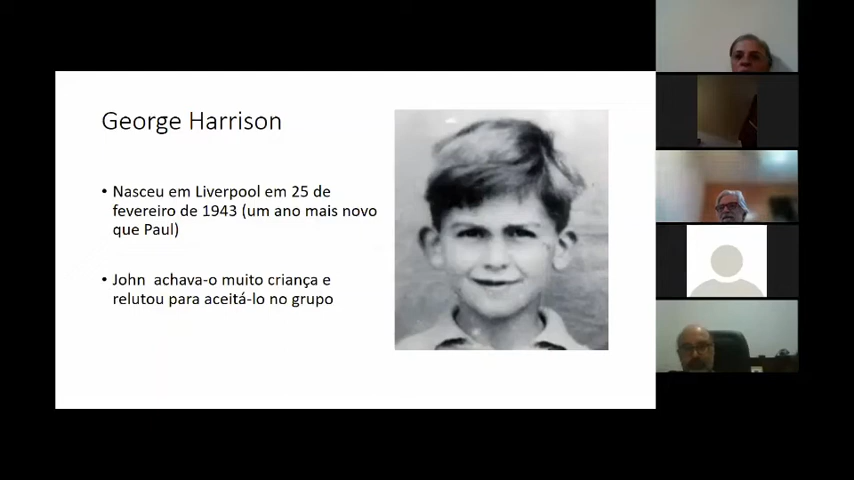 George Harrison
• Nasceu em Liverpool em 25 de
fevereiro de 1943 (um ano mais novo
que Paul)
• John achava-o muito criança e
relutou para aceitá-lo no grupo